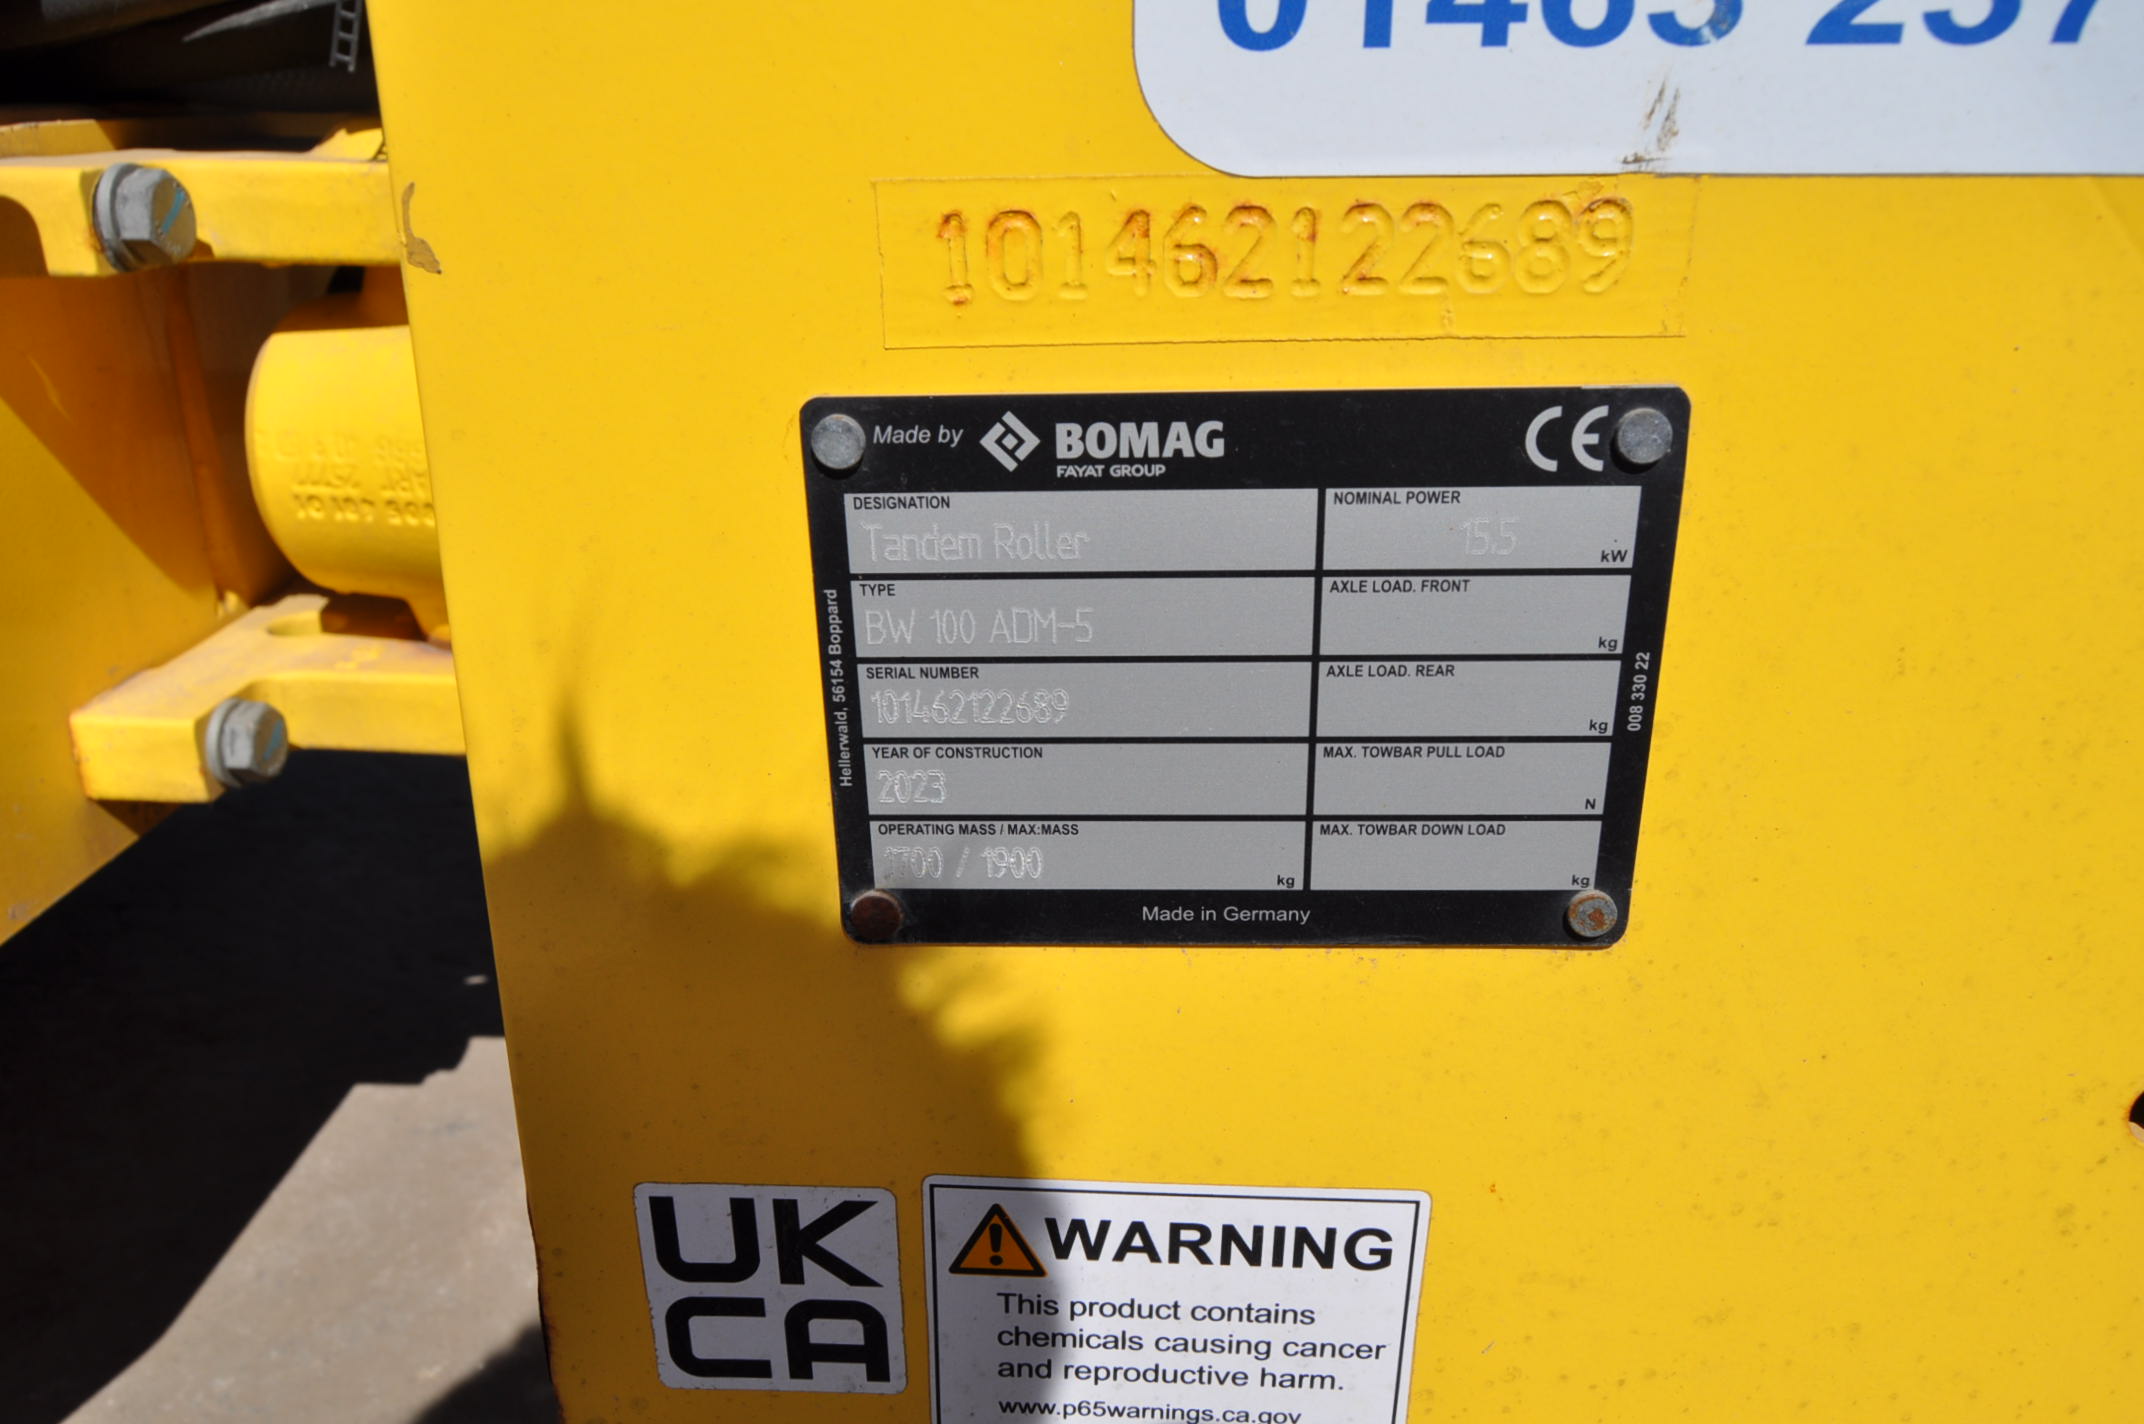 01463 237
101462122689
Made by BOMAG CE
FAYAT GROUP
DESIGNATION
Tandem Roller
NOMINAL POWER
15.5
kW
TYPE
BW 100 ADM-5
AXLE LOAD. FRONT
kg
SERIAL NUMBER
101462122689
AXLE LOAD. REAR
kg
YEAR OF CONSTRUCTION
2023
MAX. TOWBAR PULL LOAD
N
OPERATING MASS / MAX:MASS
1700 / 1900
kg
MAX. TOWBAR DOWN LOAD
kg
Hellerwald, 56154 Boppard
008 330 22
Made in Germany
UK
CA
WARNING
This product contains
chemicals causing cancer
and reproductive harm.
www.p65warnings.ca.gov